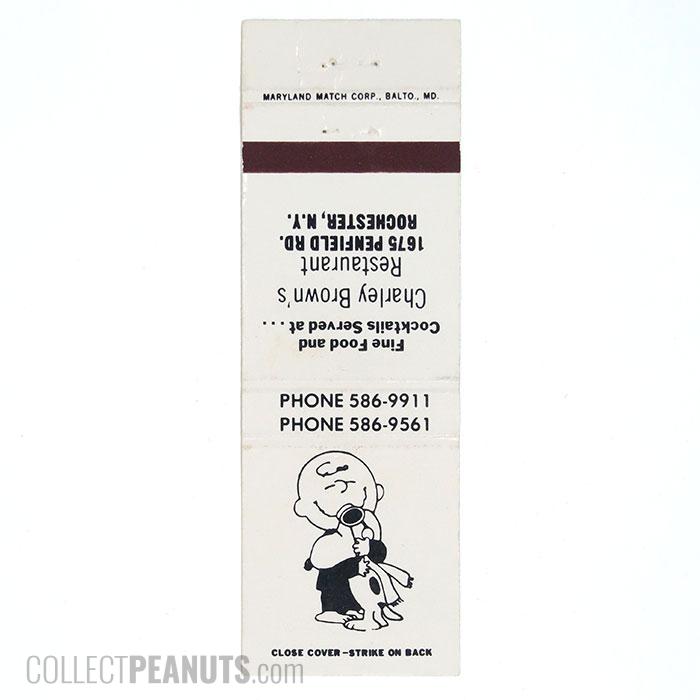 MARYLAND MATCH CORP., BALTO., MD.
Fine Food and
Cocktails Served at ....
Charley Brown's
Restaurant
1675 PENFIELD RD.
ROCHESTER, N.Y.
PHONE 586-9911
PHONE 586-9561
CLOSE COVER - STRIKE ON BACK
COLLECTPEANUTS.com